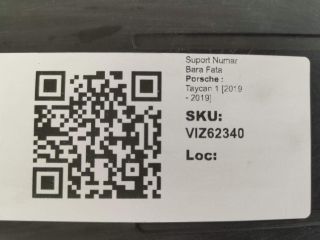 Suport Numar
Bara Fata
Porsche :
Taycan 1 [2019
- 2019]
SKU:
VIZ62340
Loc: